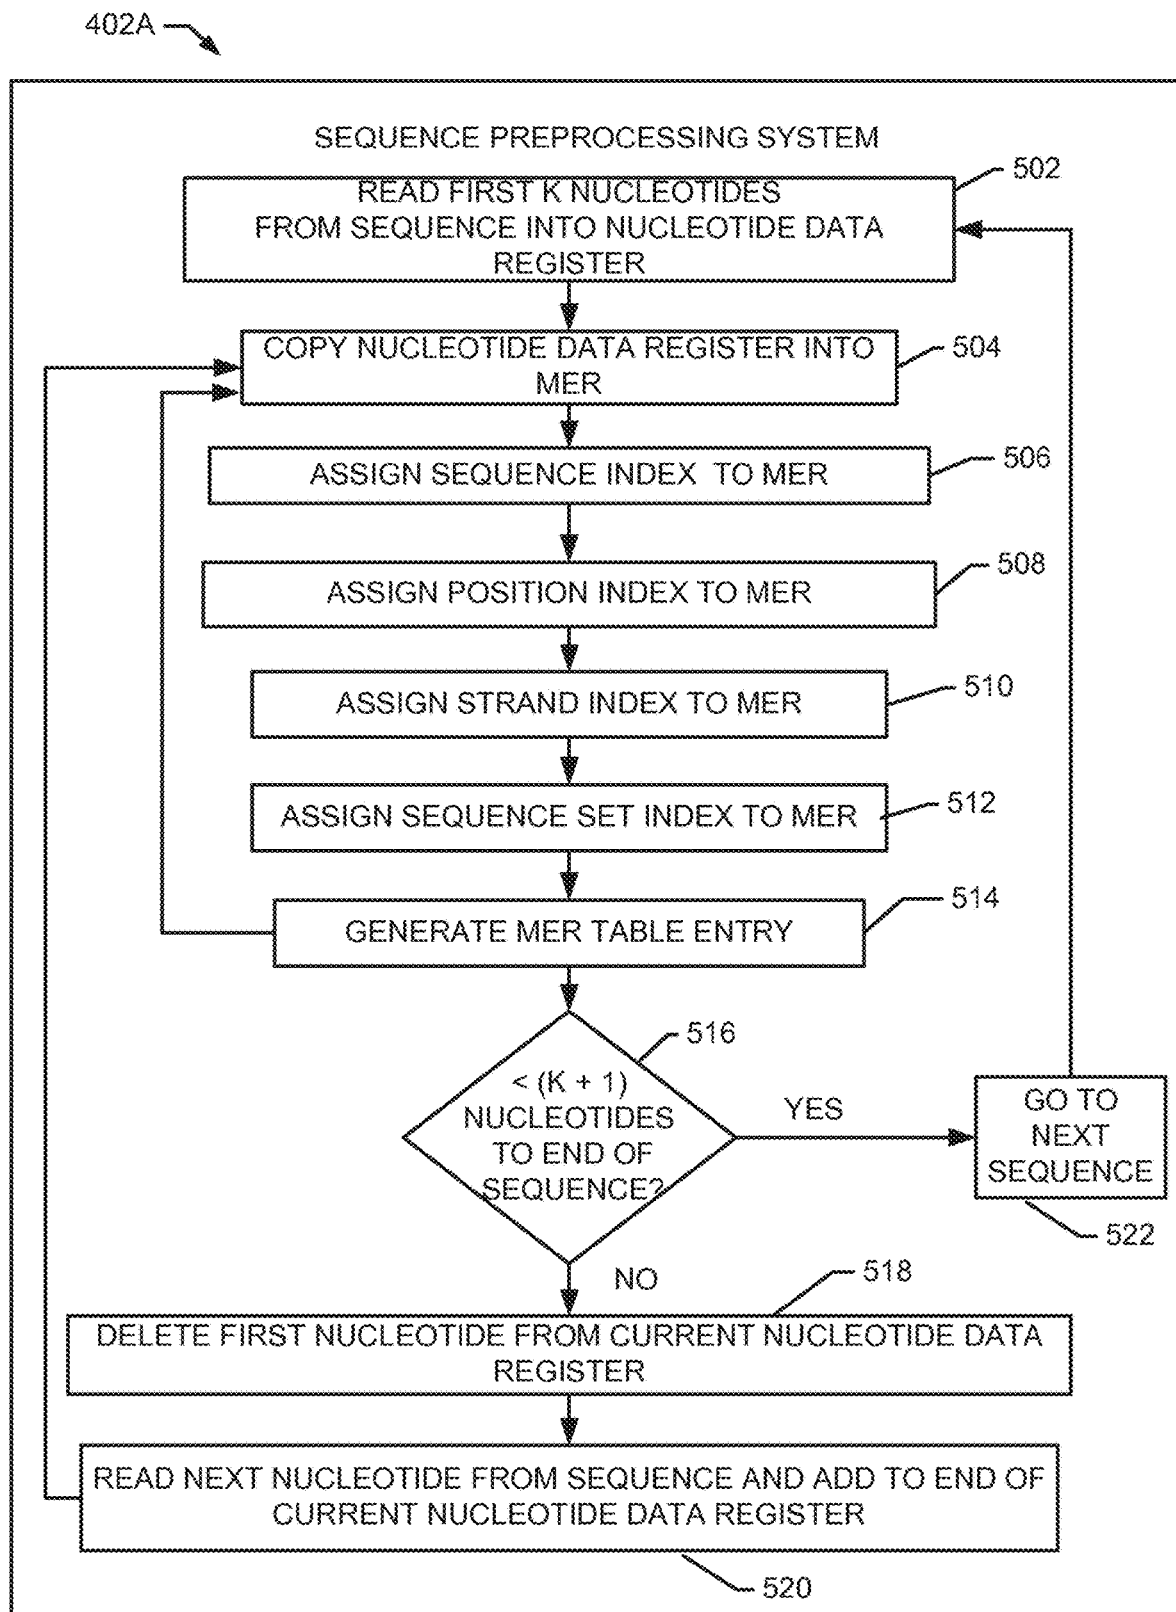 402A
SEQUENCE PREPROCESSING SYSTEM
READ FIRST K NUCLEOTIDES
FROM SEQUENCE INTO NUCLEOTIDE DATA
REGISTER
502
COPY NUCLEOTIDE DATA REGISTER INTO
MER
504
ASSIGN SEQUENCE INDEX TO MER
506
ASSIGN POSITION INDEX TO MER
508
ASSIGN STRAND INDEX TO MER
510
ASSIGN SEQUENCE SET INDEX TO MER
512
GENERATE MER TABLE ENTRY
514
516
< (K + 1)
NUCLEOTIDES
TO END OF
SEQUENCE?
YES
GO TO
NEXT
SEQUENCE
522
NO
518
DELETE FIRST NUCLEOTIDE FROM CURRENT NUCLEOTIDE DATA
REGISTER
READ NEXT NUCLEOTIDE FROM SEQUENCE AND ADD TO END OF
CURRENT NUCLEOTIDE DATA REGISTER
520